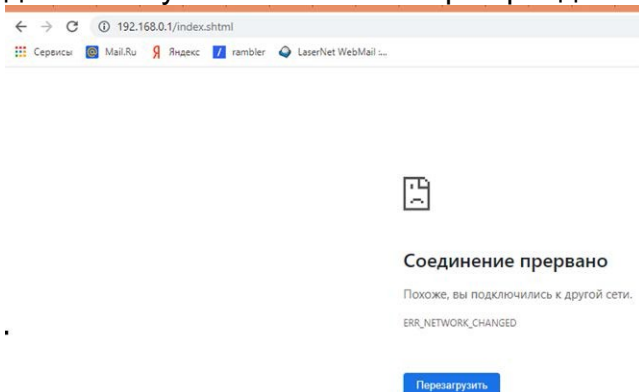 192.168.0.1/index.shtml
Сервисы Mail.Ru Яндекс rambler LaserNet WebMail :...
Соединение прервано
Похоже, вы подключились к другой сети.
ERR_NETWORK_CHANGED
.
Перезагрузить